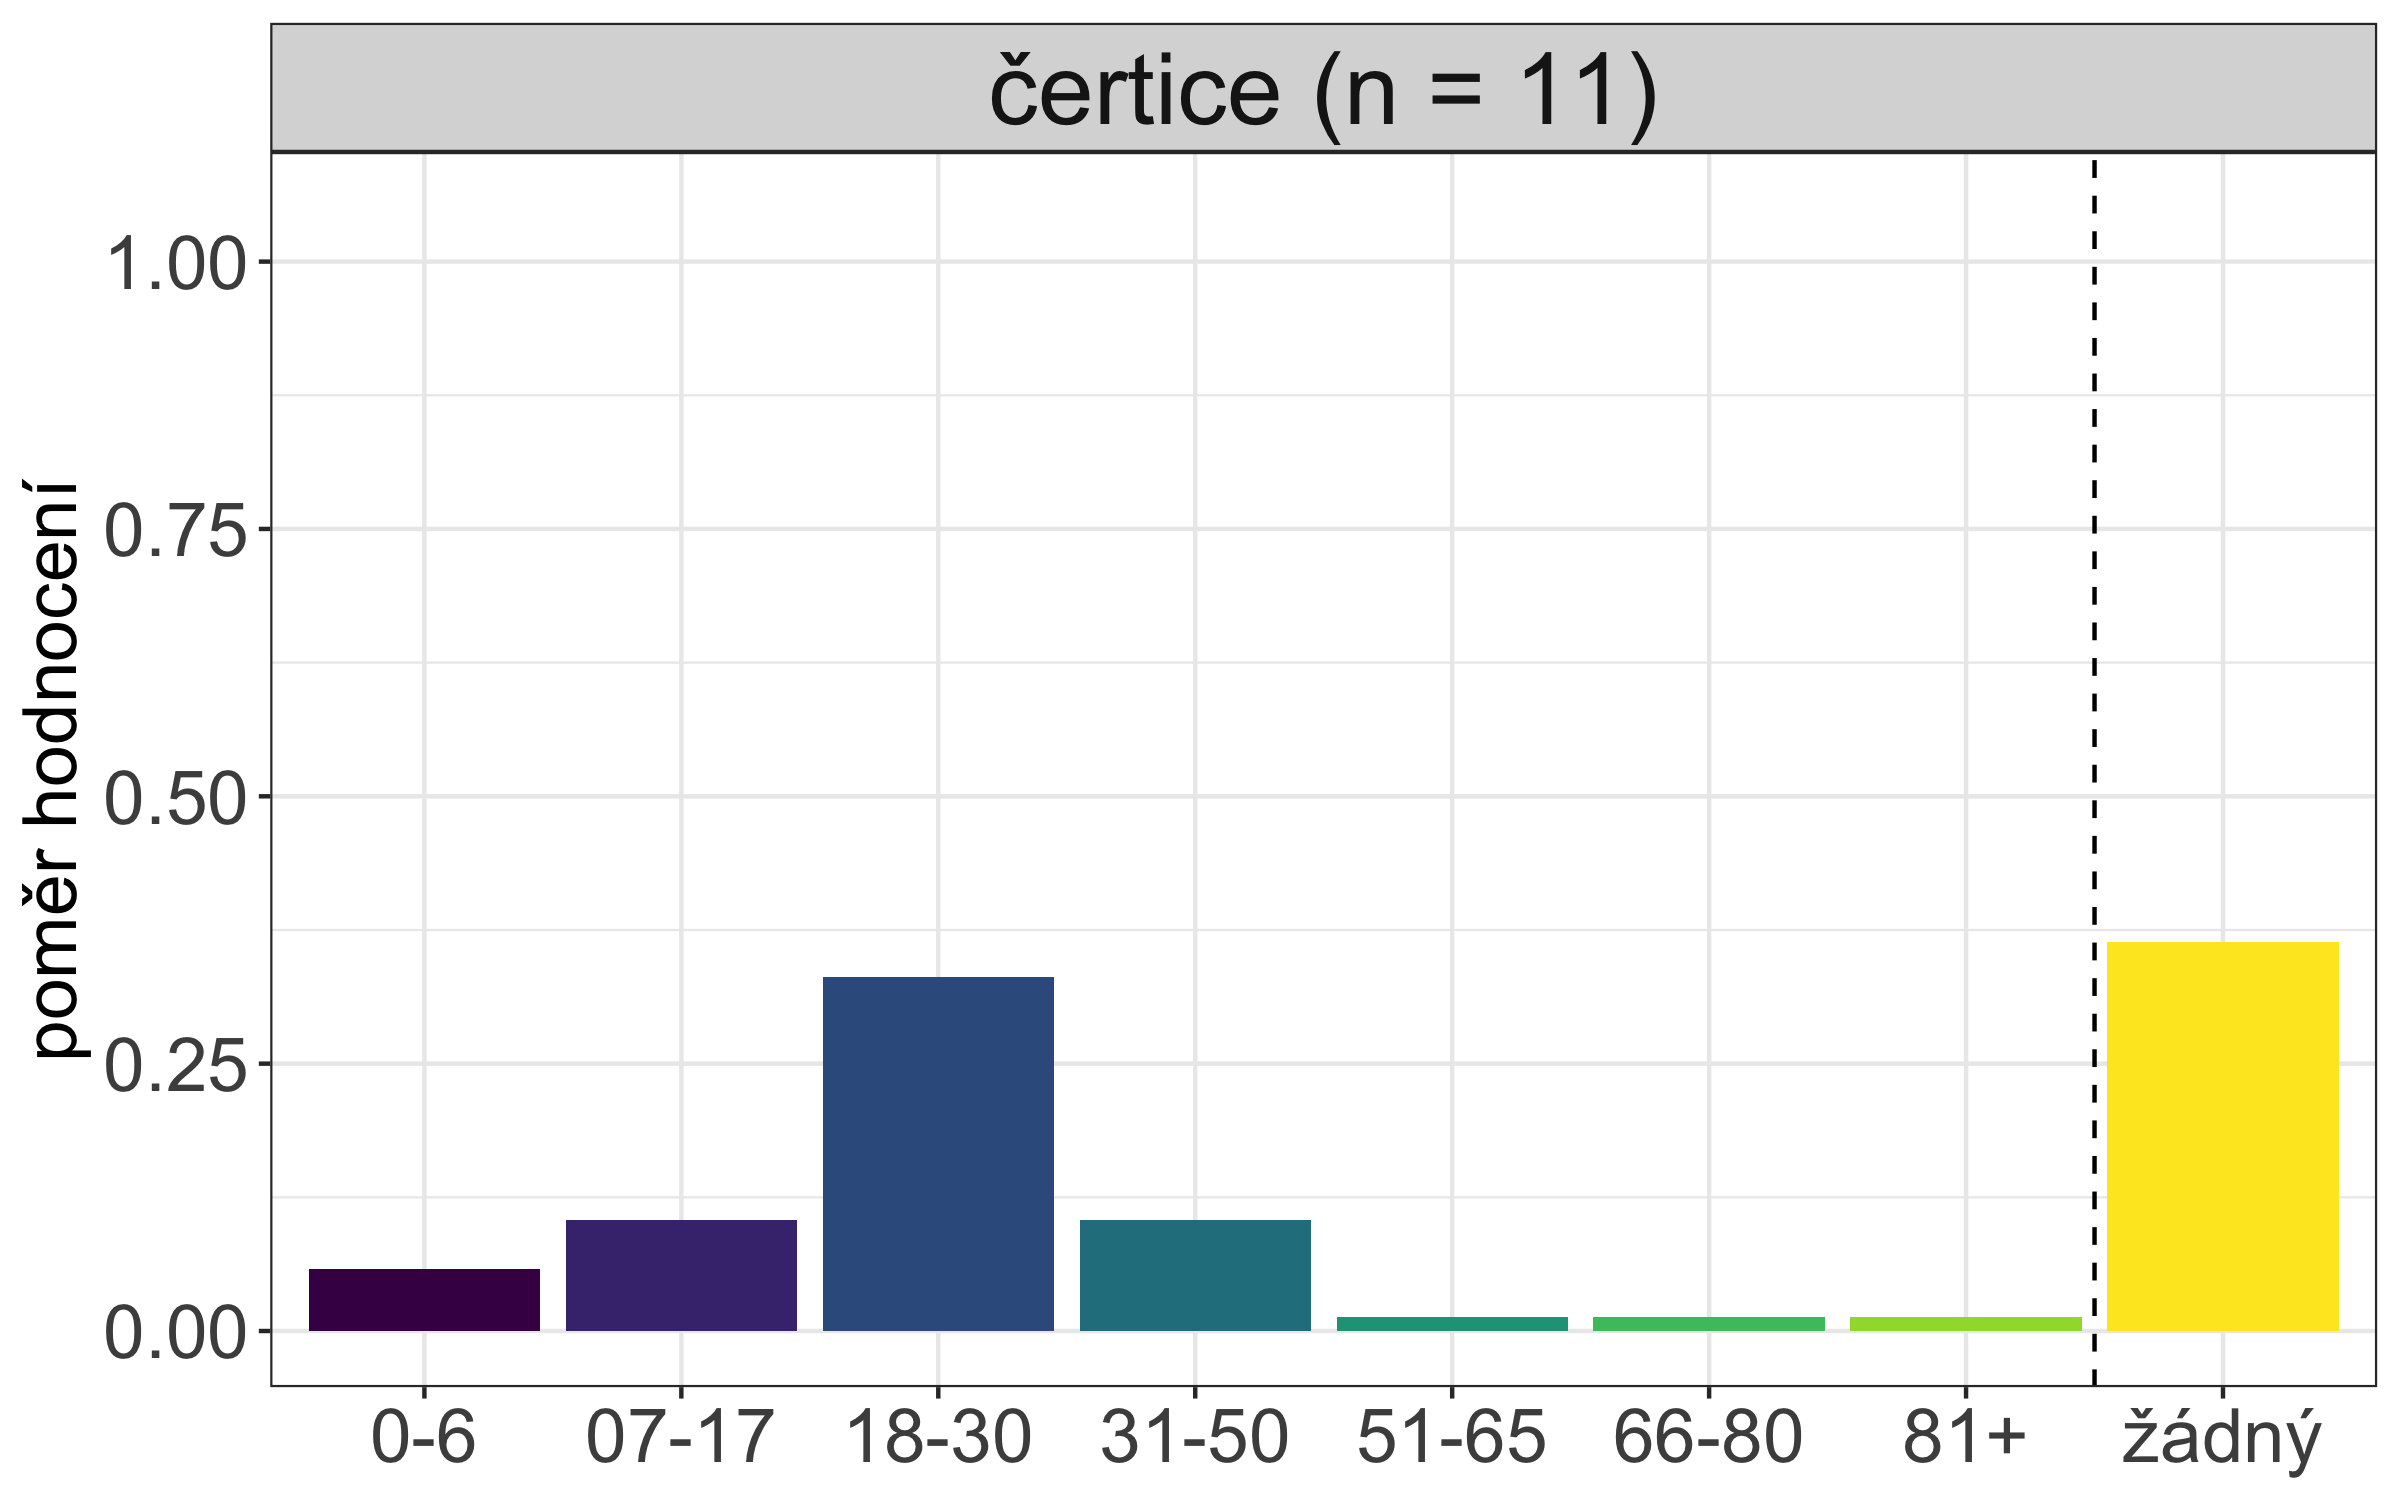 čertice (n = 11)
poměr hodnocení
1.00
0.75
0.50
0.25
0.00
0-6 07-17 18-30 31-50 51-65 66-80 81+ žádný